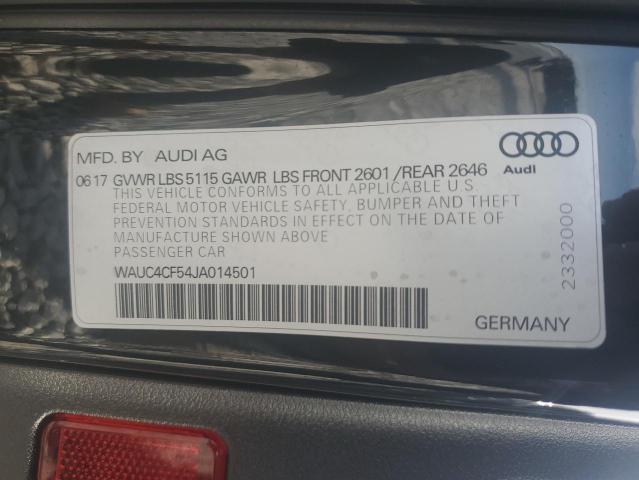 MFD. BY AUDI AG
Audi
0617 GVWR LBS 5115 GAWR LBS FRONT 2601 /REAR 2646
THIS VEHICLE CONFORMS TO ALL APPLICABLE U.S.
FEDERAL MOTOR VEHICLE SAFETY, BUMPER AND THEFT
PREVENTION STANDARDS IN EFFECT ON THE DATE OF
MANUFACTURE SHOWN ABOVE
PASSENGER CAR
WAUC4CF54JA014501
GERMANY
2332000